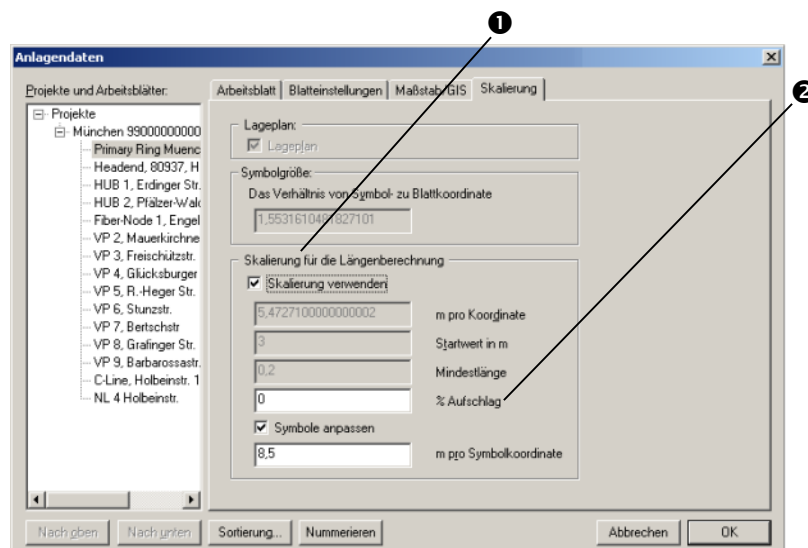 ❶
Anlagendaten
❷
Projekte und Arbeitsblätter:
Arbeitsblatt
Blatteinstellungen
Maßstab/GIS
Skalierung
Projekte
München 99000000000
Primary Ring Muenc
Headend, 80937, H
HUB 1, Erdinger Str.
HUB 2, Pfälzer-Walc
Fiber-Node 1, Engel
VP 2, Mauerkirchne
VP 3, Freischützstr.
VP 4, Glücksburger
VP 5, R.-Heger Str.
VP 6, Stunzstr.
VP 7, Bertschstr
VP 8, Grafinger Str.
VP 9, Barbarossastr.
C-Line, Holbeinstr. 1
NL 4 Holbeinstr.
Lageplan:
Lageplan
Symbolgröße:
Das Verhältnis von Symbol- zu Blattkoordinate
Skalierung für die Längenberechnung
Skalierung verwenden
5,4727100000000002 m pro Koordinate
3 Startwert in m
0,2 Mindestlänge
0 % Aufschlag
Symbole anpassen
8,5 m pro Symbolkoordinate
Nach oben
Nach unten
Sortierung...
Nummerieren
Abbrechen
OK